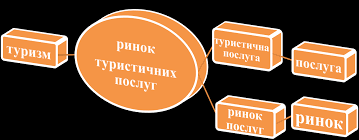 туризм
ринок
туристичних
послуг
туристична
послуга
послуга
ринок
послуг
ринок